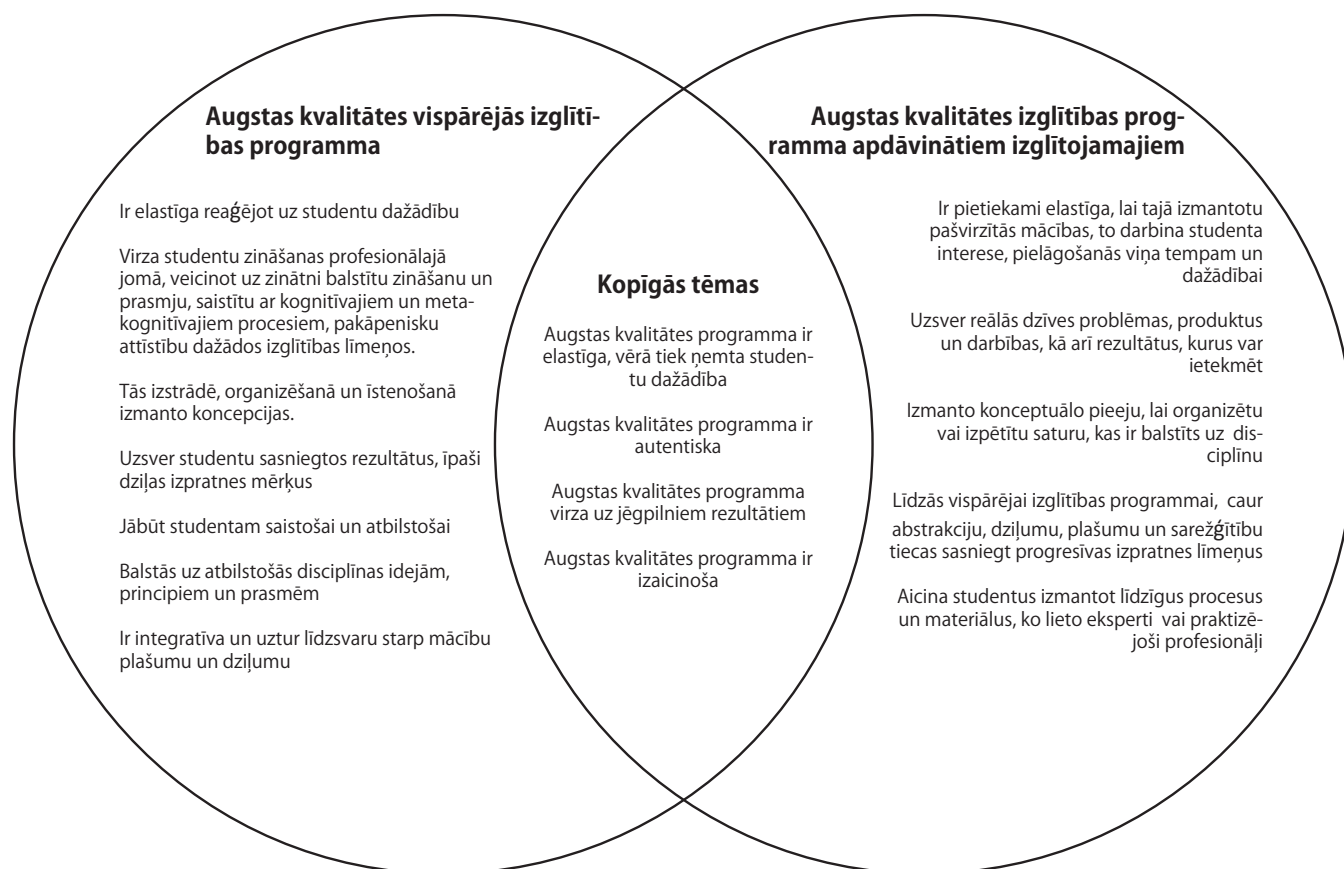 Augstas kvalitātes vispārējās izglītī-
bas programma
Ir elastīga reaģējot uz studentu dažādību
Virza studentu zināšanas profesionālajā
jomā, veicinot uz zinātni balstītu zināšanu un
prasmju, saistītu ar kognitīvajiem un meta-
kognitīvajiem procesiem, pakāpenisku
attīstību dažādos izglītības līmeņos.
Tās izstrādē, organizēšanā un īstenošanā
izmanto koncepcijas.
Uzsver studentu sasniegtos rezultātus, īpaši
dziļas izpratnes mērķus
Jābūt studentam saistošai un atbilstošai
Balstās uz atbilstošās disciplīnas idejām,
principiem un prasmēm
Ir integratīva un uztur līdzsvaru starp mācību
plašumu un dziļumu
Kopīgās tēmas
Augstas kvalitātes programma ir
elastīga, vērā tiek ņemta studen-
tu dažādība
Augstas kvalitātes programma ir
autentiska
Augstas kvalitātes programma
virza uz jēgpilniem rezultātiem
Augstas kvalitātes programma ir
izaicinoša
Augstas kvalitātes izglītības prog-
ramma apdāvinātiem izglītojamajiem
Ir pietiekami elastīga, lai tajā izmantotu
pašvirzītās mācības, to darbina studenta
interese, pielāgošanās viņa tempam un
dažādībai
Uzsver reālās dzīves problēmas, produktus
un darbības, kā arī rezultātus, kurus var
ietekmēt
Izmanto konceptuālo pieeju, lai organizētu
vai izpētītu saturu, kas ir balstīts uz dis-
ciplīnu
Līdzās vispārējai izglītības programmai, caur
abstrakciju, dziļumu, plašumu un sarežģītību
tiecas sasniegt progresīvas izpratnes līmeņus
Aicina studentus izmantot līdzīgus procesus
un materiālus, ko lieto eksperti vai praktizē-
joši profesionāļi